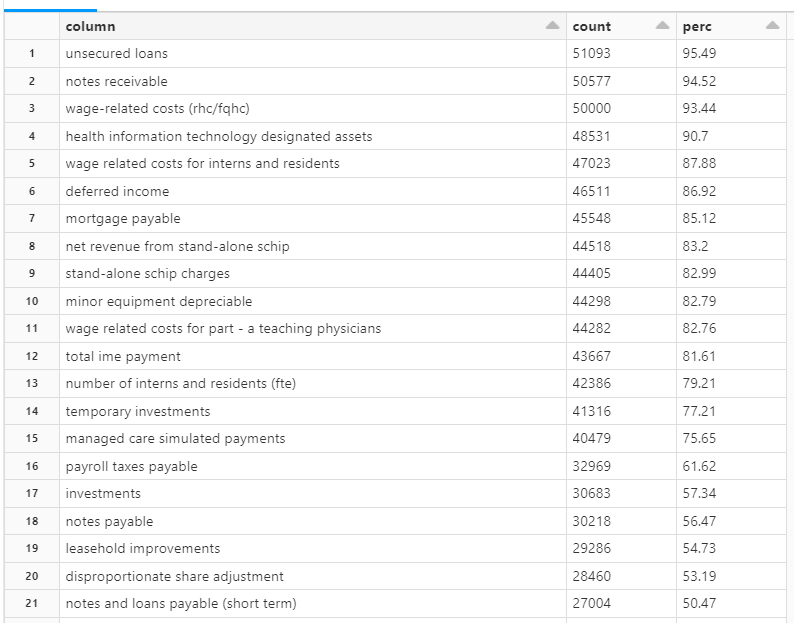 column count perc
1 unsecured loans 51093 95.49
2 notes receivable 50577 94.52
3 wage-related costs (rhc/fqhc) 50000 93.44
4 health information technology designated assets 48531 90.7
5 wage related costs for interns and residents 47023 87.88
6 deferred income 46511 86.92
7 mortgage payable 45548 85.12
8 net revenue from stand-alone schip 44518 83.2
9 stand-alone schip charges 44405 82.99
10 minor equipment depreciable 44298 82.79
11 wage related costs for part - a teaching physicians 44282 82.76
12 total ime payment 43667 81.61
13 number of interns and residents (fte) 42386 79.21
14 temporary investments 41316 77.21
15 managed care simulated payments 40479 75.65
16 payroll taxes payable 32969 61.62
17 investments 30683 57.34
18 notes payable 30218 56.47
19 leasehold improvements 29286 54.73
20 disproportionate share adjustment 28460 53.19
21 notes and loans payable (short term) 27004 50.47